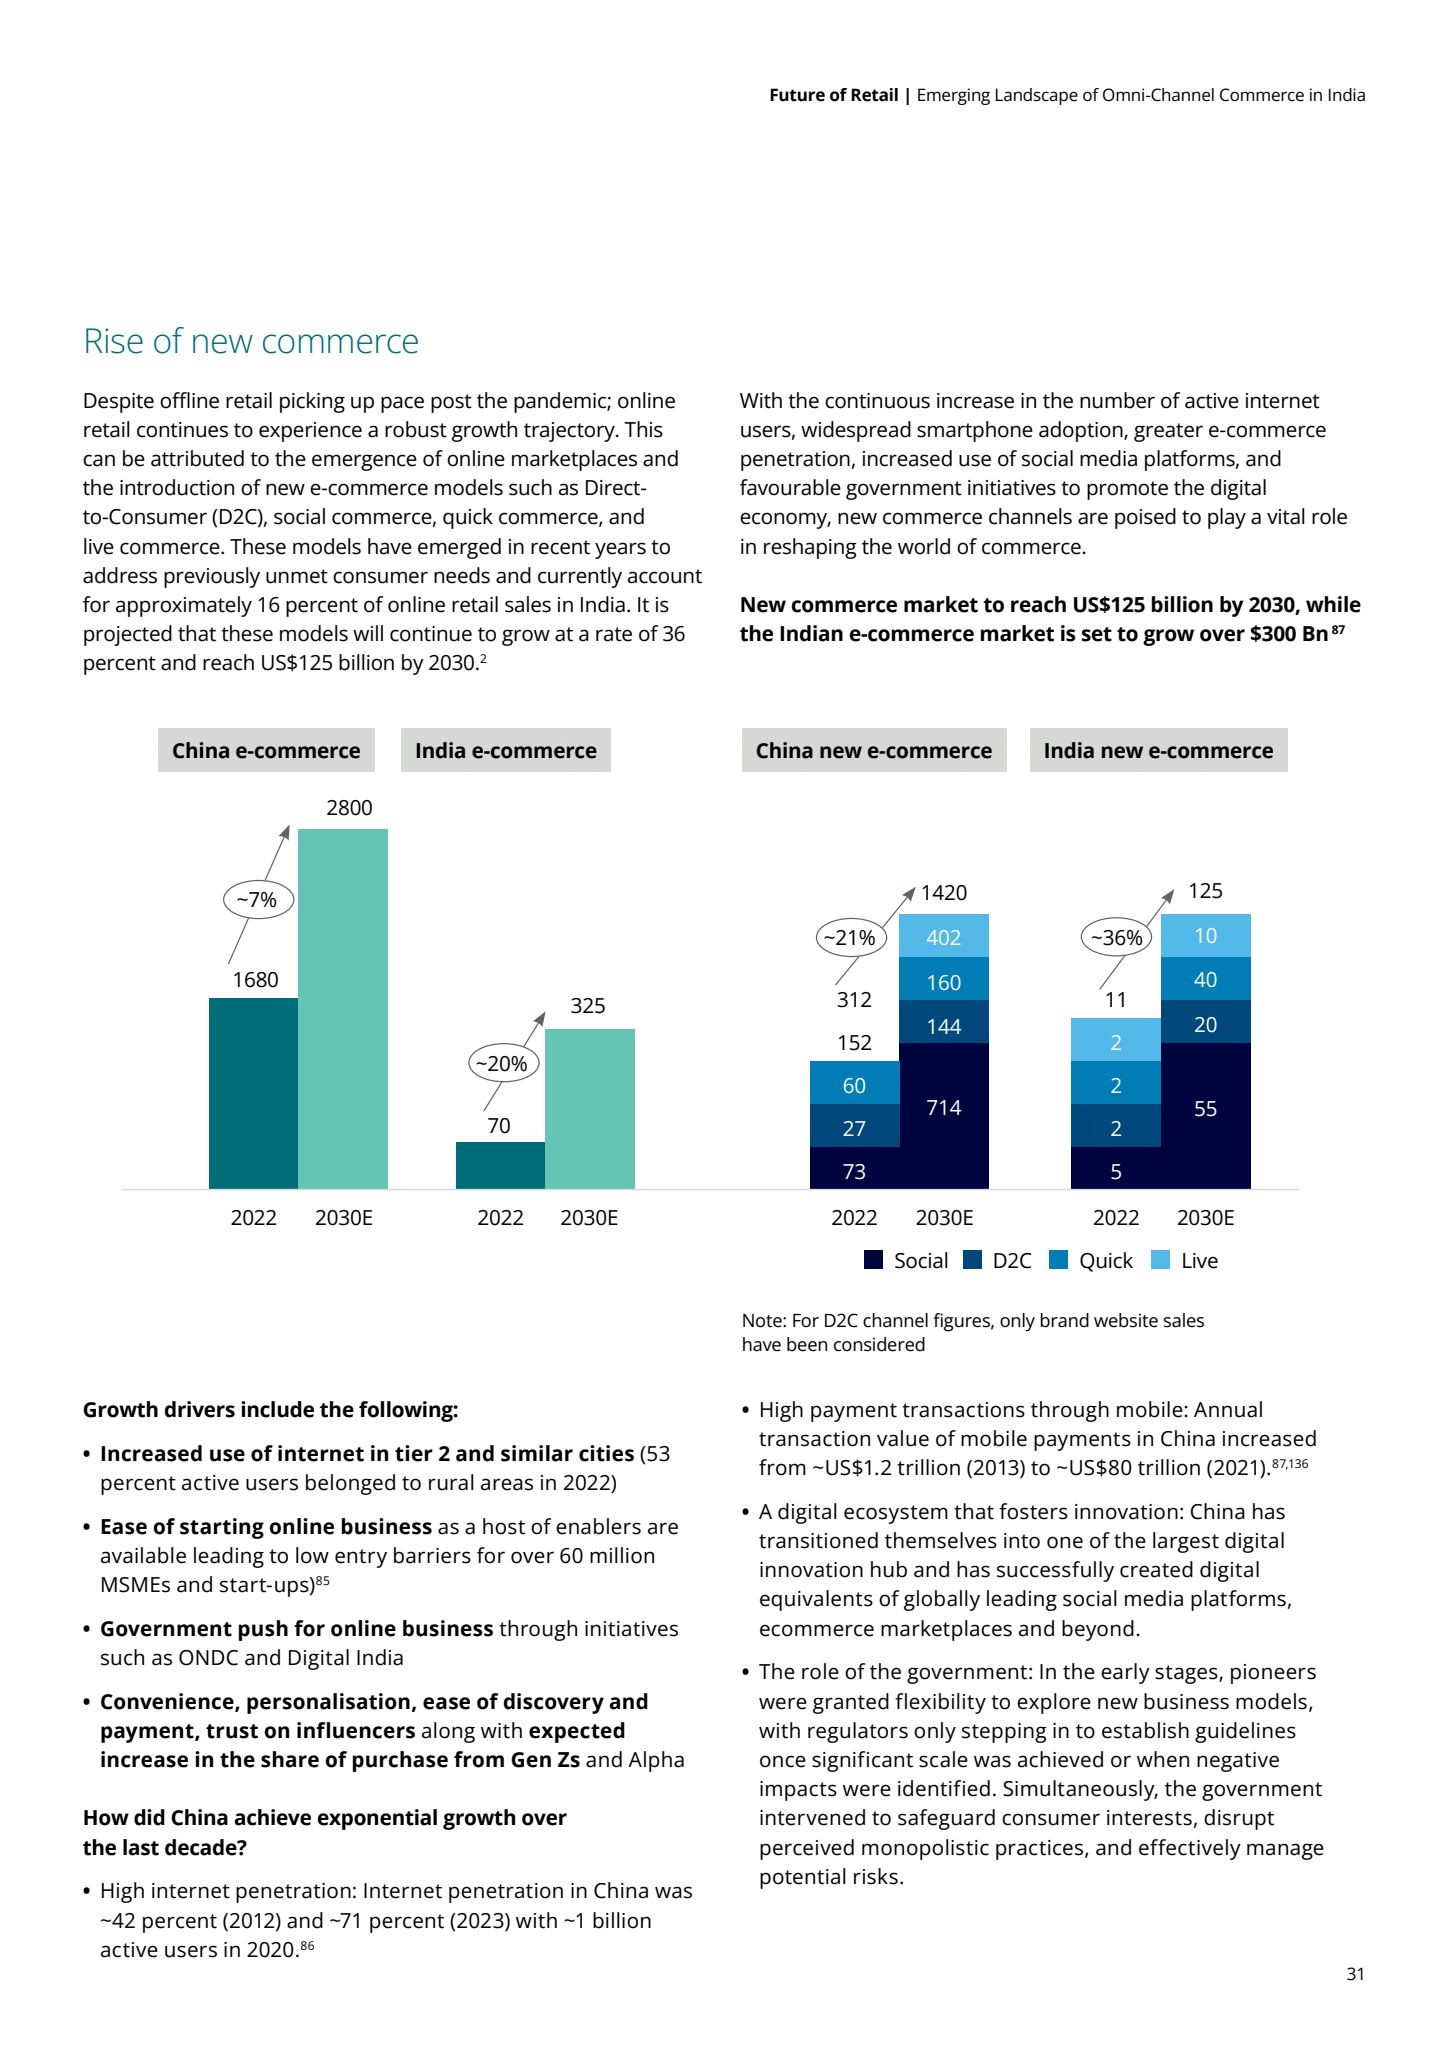 Future of Retail | Emerging Landscape of Omni-Channel Commerce in India
Rise of new commerce
Despite offline retail picking up pace post the pandemic; online
retail continues to experience a robust growth trajectory. This
can be attributed to the emergence of online marketplaces and
the introduction of new e-commerce models such as Direct-
to-Consumer (D2C), social commerce, quick commerce, and
live commerce. These models have emerged in recent years to
address previously unmet consumer needs and currently account
for approximately 16 percent of online retail sales in India. It is
projected that these models will continue to grow at a rate of 36
percent and reach US$125 billion by 2030.2
With the continuous increase in the number of active internet
users, widespread smartphone adoption, greater e-commerce
penetration, increased use of social media platforms, and
favourable government initiatives to promote the digital
economy, new commerce channels are poised to play a vital role
in reshaping the world of commerce.
New commerce market to reach US$125 billion by 2030, while
the Indian e-commerce market is set to grow over $300 Bn87
China e-commerce
2800
~7%
1680
2022 2030E
India e-commerce
325
~20%
70
2022 2030E
China new e-commerce
1420
~21%
402
160
144
714
312
152
60
27
73
2022 2030E
India new e-commerce
125
~36%
10
40
20
55
11
2
2
2
5
2022 2030E
Social D2C Quick Live
Note: For D2C channel figures, only brand website sales
have been considered
Growth drivers include the following:
• Increased use of internet in tier 2 and similar cities (53
percent active users belonged to rural areas in 2022)
• Ease of starting online business as a host of enablers are
available leading to low entry barriers for over 60 million
MSMEs and start-ups)85
• Government push for online business through initiatives
such as ONDC and Digital India
• Convenience, personalisation, ease of discovery and
payment, trust on influencers along with expected
increase in the share of purchase from Gen Zs and Alpha
How did China achieve exponential growth over
the last decade?
• High internet penetration: Internet penetration in China was
~42 percent (2012) and ~71 percent (2023) with ~1 billion
active users in 2020.86
• High payment transactions through mobile: Annual
transaction value of mobile payments in China increased
from ~US$1.2 trillion (2013) to ~US$80 trillion (2021).87,136
• A digital ecosystem that fosters innovation: China has
transitioned themselves into one of the largest digital
innovation hub and has successfully created digital
equivalents of globally leading social media platforms,
ecommerce marketplaces and beyond.
• The role of the government: In the early stages, pioneers
were granted flexibility to explore new business models,
with regulators only stepping in to establish guidelines
once significant scale was achieved or when negative
impacts were identified. Simultaneously, the government
intervened to safeguard consumer interests, disrupt
perceived monopolistic practices, and effectively manage
potential risks.
31